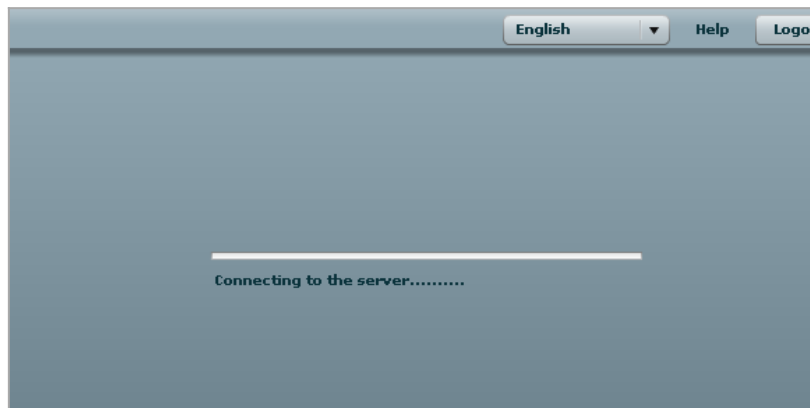 English Help Logo
Connecting to the server..........